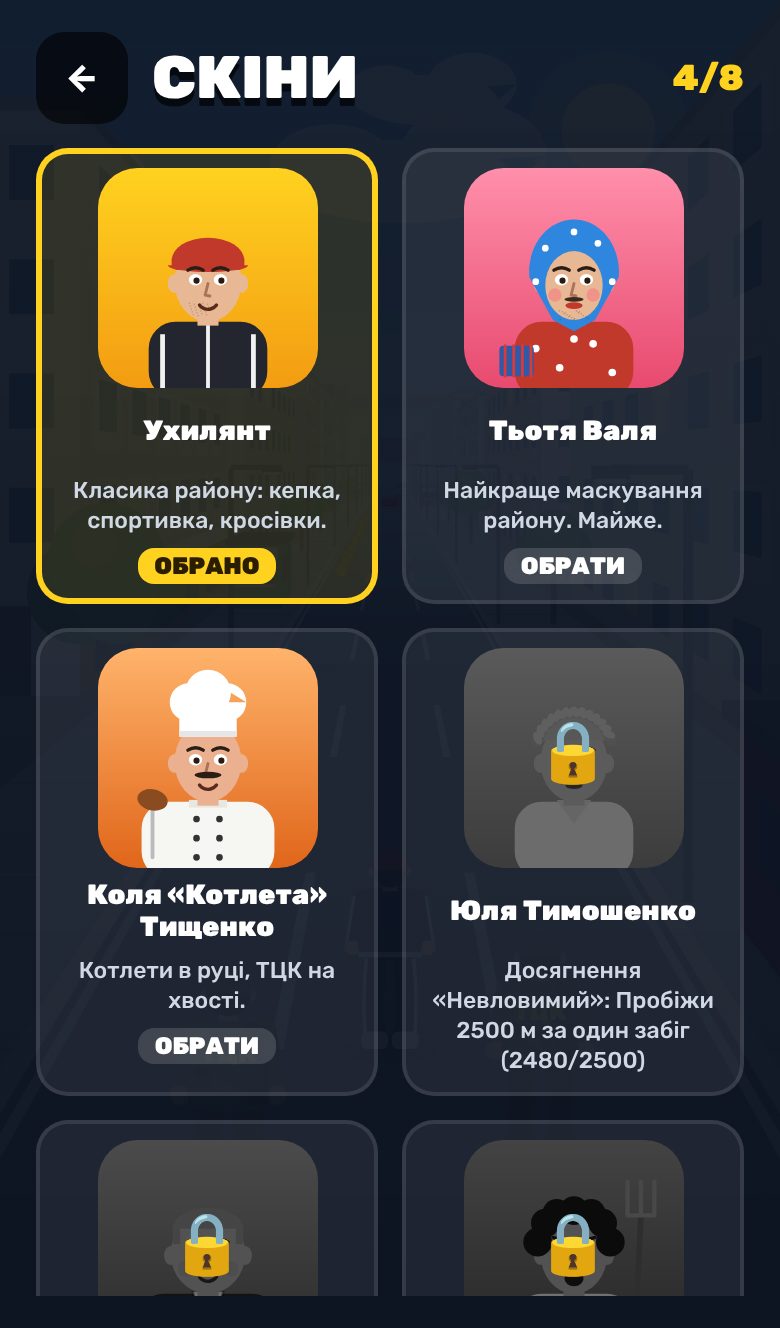 СКІНИ
4/8
Ухилянт
Класика району: кепка,
спортивка, кросівки.
ОБРАНО
Тьотя Валя
Найкраще маскування
району. Майже.
ОБРАТИ
Коля «Котлета»
Тищенко
Котлети в руці, ТЦК на
хвості.
ОБРАТИ
Юля Тимошенко
Досягнення
«Невловимий»: Пробіжи
2500 м за один забіг
(2480/2500)